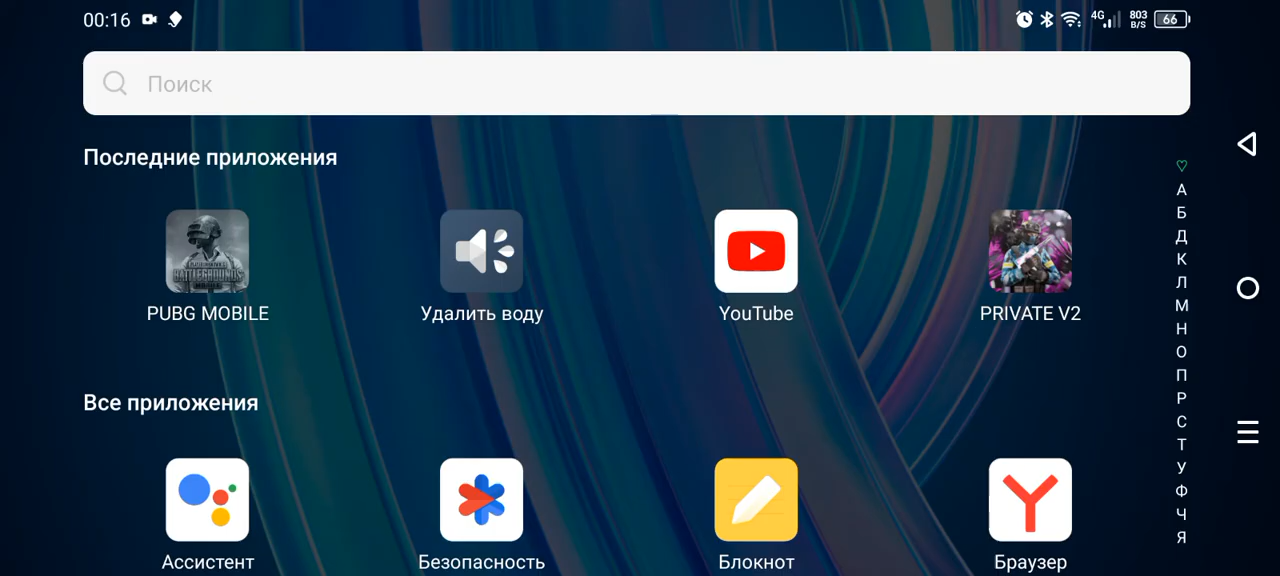 00:16
4G 803 B/S 66
Поиск
Последние приложения
PUBG MOBILE
Удалить воду
YouTube
PRIVATE V2
Все приложения
Ассистент
Безопасность
Блокнот
Браузер
А
Б
Д
К
Л
М
Н
О
П
Р
С
Т
У
Ф
Ч
Я